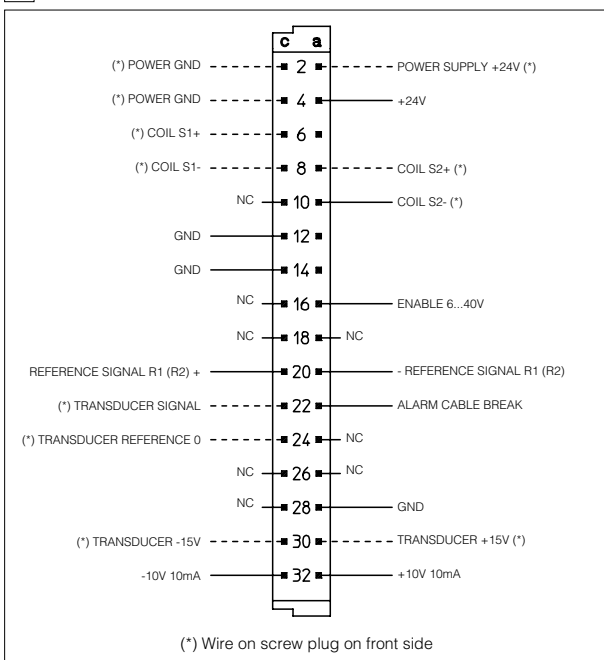 c a
(*) POWER GND 2 POWER SUPPLY +24V (*)
(*) POWER GND 4 +24V
(*) COIL S1+ 6
(*) COIL S1- 8 COIL S2+ (*)
NC 10 COIL S2- (*)
GND 12
GND 14
NC 16 ENABLE 6...40V
NC 18 NC
REFERENCE SIGNAL R1 (R2) + 20 - REFERENCE SIGNAL R1 (R2)
(*) TRANSDUCER SIGNAL 22 ALARM CABLE BREAK
(*) TRANSDUCER REFERENCE 0 24 NC
NC 26 NC
NC 28 GND
(*) TRANSDUCER -15V 30 TRANSDUCER +15V (*)
-10V 10mA 32 +10V 10mA
(*) Wire on screw plug on front side